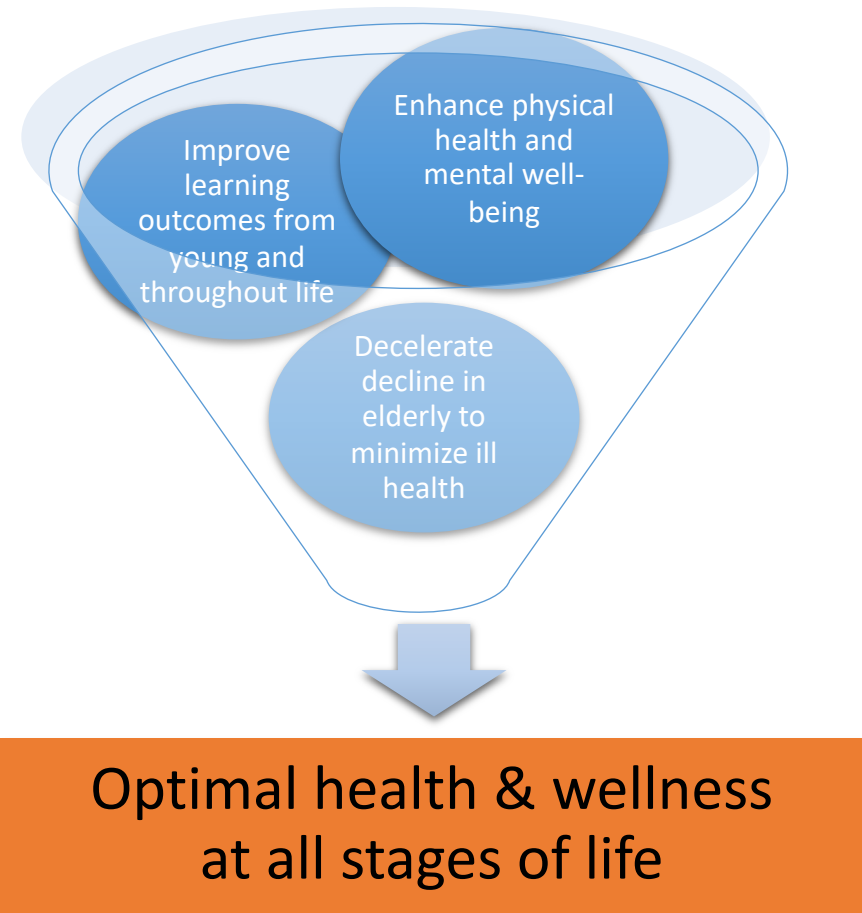 Improve
learning
outcomes from
young and
throughout life
Enhance physical
health and
mental well-
being
Decelerate
decline in
elderly to
minimize ill
health
Optimal health & wellness
at all stages of life